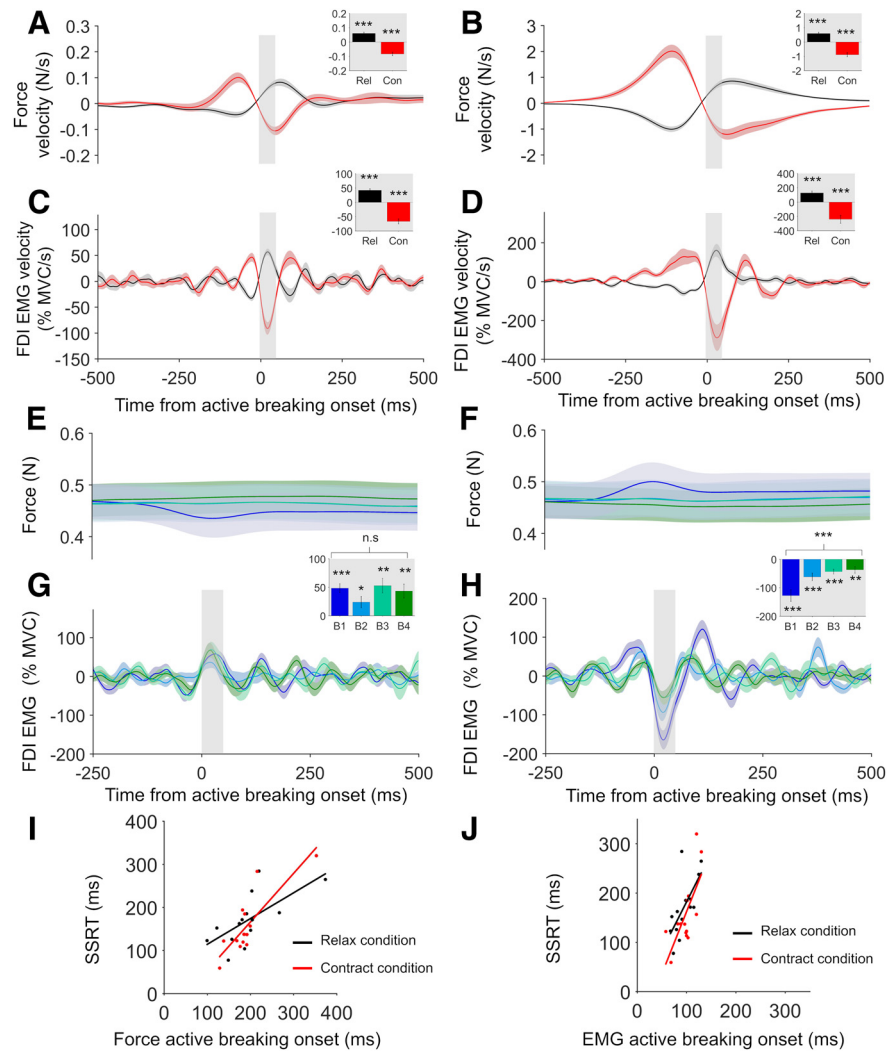 A
Force
velocity (N/s)
0.3
0.2
0.1
0
-0.1
0.2
0.2
0.1
0
-0.1
-0.2
***
***
Rel Con
B
Force
velocity (N/s)
3
2
1
0
-1
-2
2
1
0
-1
-2
***
***
Rel Con
C
FDI EMG velocity
(% MVC/s)
100
50
0
-50
-100
-150
100
50
0
-50
-100
***
***
Rel Con
-500 -250 0 250 500
Time from active breaking onset (ms)
D
FDI EMG velocity
(% MVC/s)
200
0
-200
-400
400
200
0
-200
-400
***
***
Rel Con
-500 -250 0 250 500
Time from active breaking onset (ms)
E
Force (N)
0.6
0.5
0.4
F
Force (N)
0.6
0.5
0.4
G
FDI EMG (% MVC)
100
0
-100
-200
n.s
100
50
0
***
*
**
**
B1 B2 B3 B4
-250 0 250 500
Time from active breaking onset (ms)
H
FDI EMG (% MVC)
200
100
0
-100
-200
***
0
-100
-200
***
***
***
**
B1 B2 B3 B4
-250 0 250 500
Time from active breaking onset (ms)
I
SSRT (ms)
400
300
200
100
0
0 100 200 300 400
Relax condition
Contract condition
Force active breaking onset (ms)
J
SSRT (ms)
300
200
100
0
0 100 200 300
Relax condition
Contract condition
EMG active breaking onset (ms)